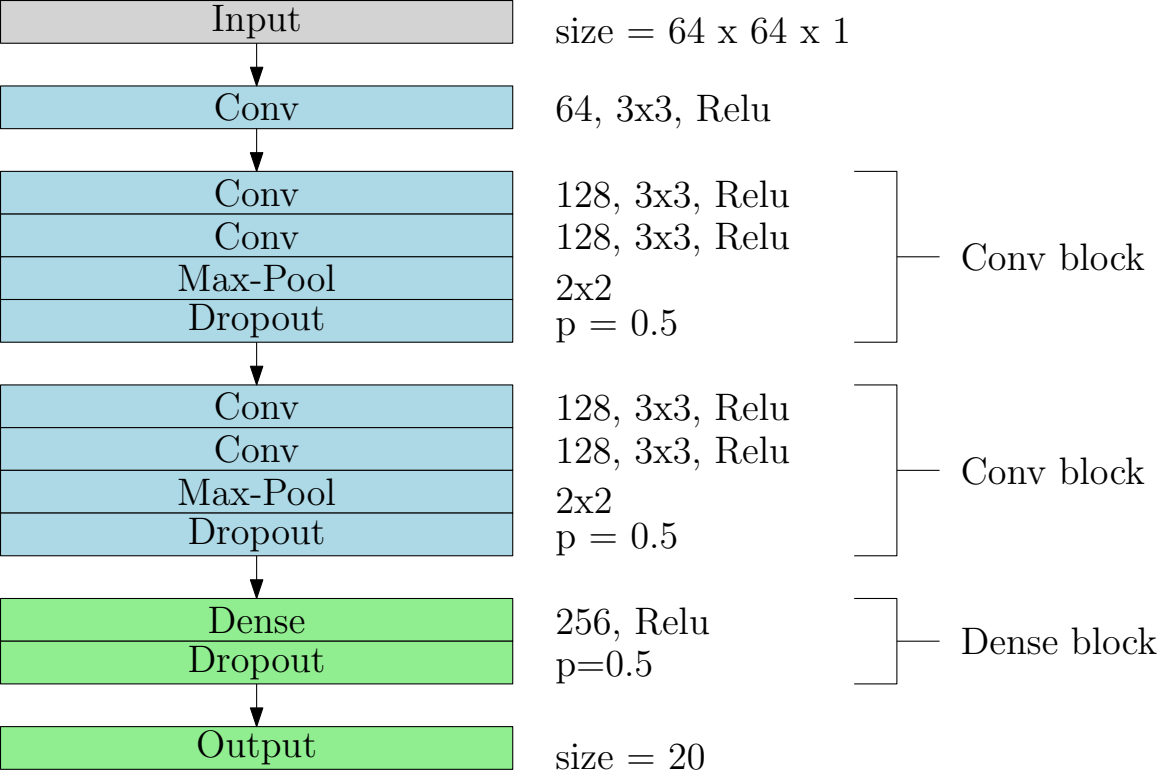 Input size = 64 x 64 x 1
Conv 64, 3x3, Relu
Conv 128, 3x3, Relu
Conv 128, 3x3, Relu
Conv block
Max-Pool 2x2
Dropout p = 0.5
Conv 128, 3x3, Relu
Conv 128, 3x3, Relu
Conv block
Max-Pool 2x2
Dropout p = 0.5
Dense 256, Relu
Dense block
Dropout p=0.5
Output size = 20